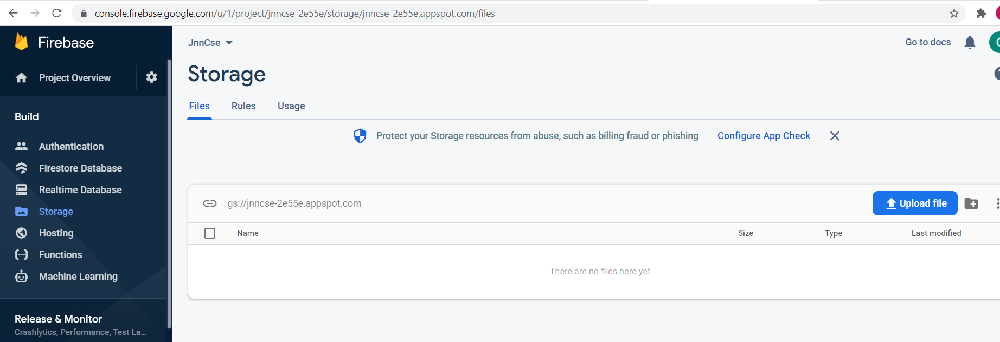 console.firebase.google.com/u/1/project/jnncse-2e55e/storage/jnncse-2e55e.appspot.com/files
Firebase
JnnCse
Go to docs
Project Overview
Storage
Files Rules Usage
Build
Protect your Storage resources from abuse, such as billing fraud or phishing Configure App Check
Authentication
Firestore Database
Realtime Database
Storage
Hosting
Functions
Machine Learning
gs://jnncse-2e55e.appspot.com
Upload file
Name Size Type Last modified
There are no files here yet
Release & Monitor
Crashlytics, Performance, Test La...